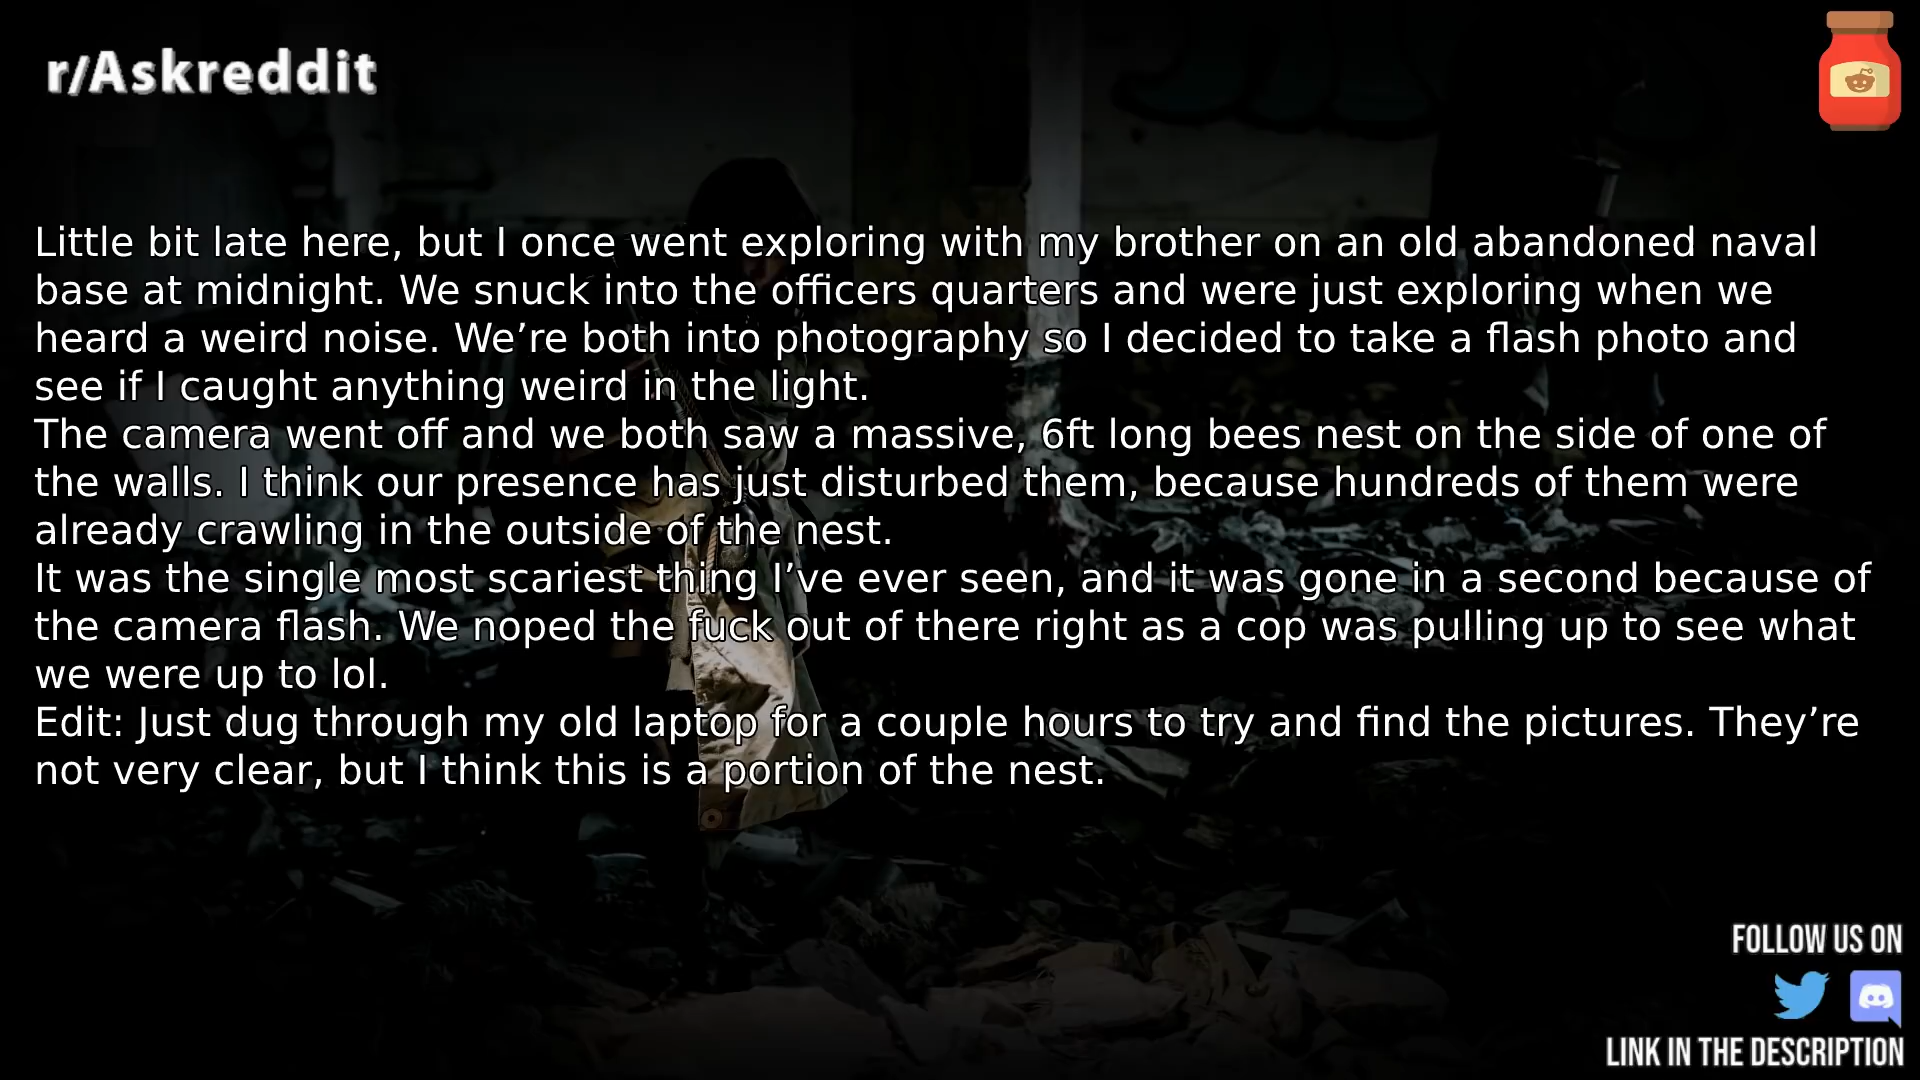 r/Askreddit
Little bit late here, but I once went exploring with my brother on an old abandoned naval
base at midnight. We snuck into the officers quarters and were just exploring when we
heard a weird noise. We’re both into photography so I decided to take a flash photo and
see if I caught anything weird in the light.
The camera went off and we both saw a massive, 6ft long bees nest on the side of one of
the walls. I think our presence has just disturbed them, because hundreds of them were
already crawling in the outside of the nest.
It was the single most scariest thing I’ve ever seen, and it was gone in a second because of
the camera flash. We noped the fuck out of there right as a cop was pulling up to see what
we were up to lol.
Edit: Just dug through my old laptop for a couple hours to try and find the pictures. They’re
not very clear, but I think this is a portion of the nest.
FOLLOW US ON
LINK IN THE DESCRIPTION